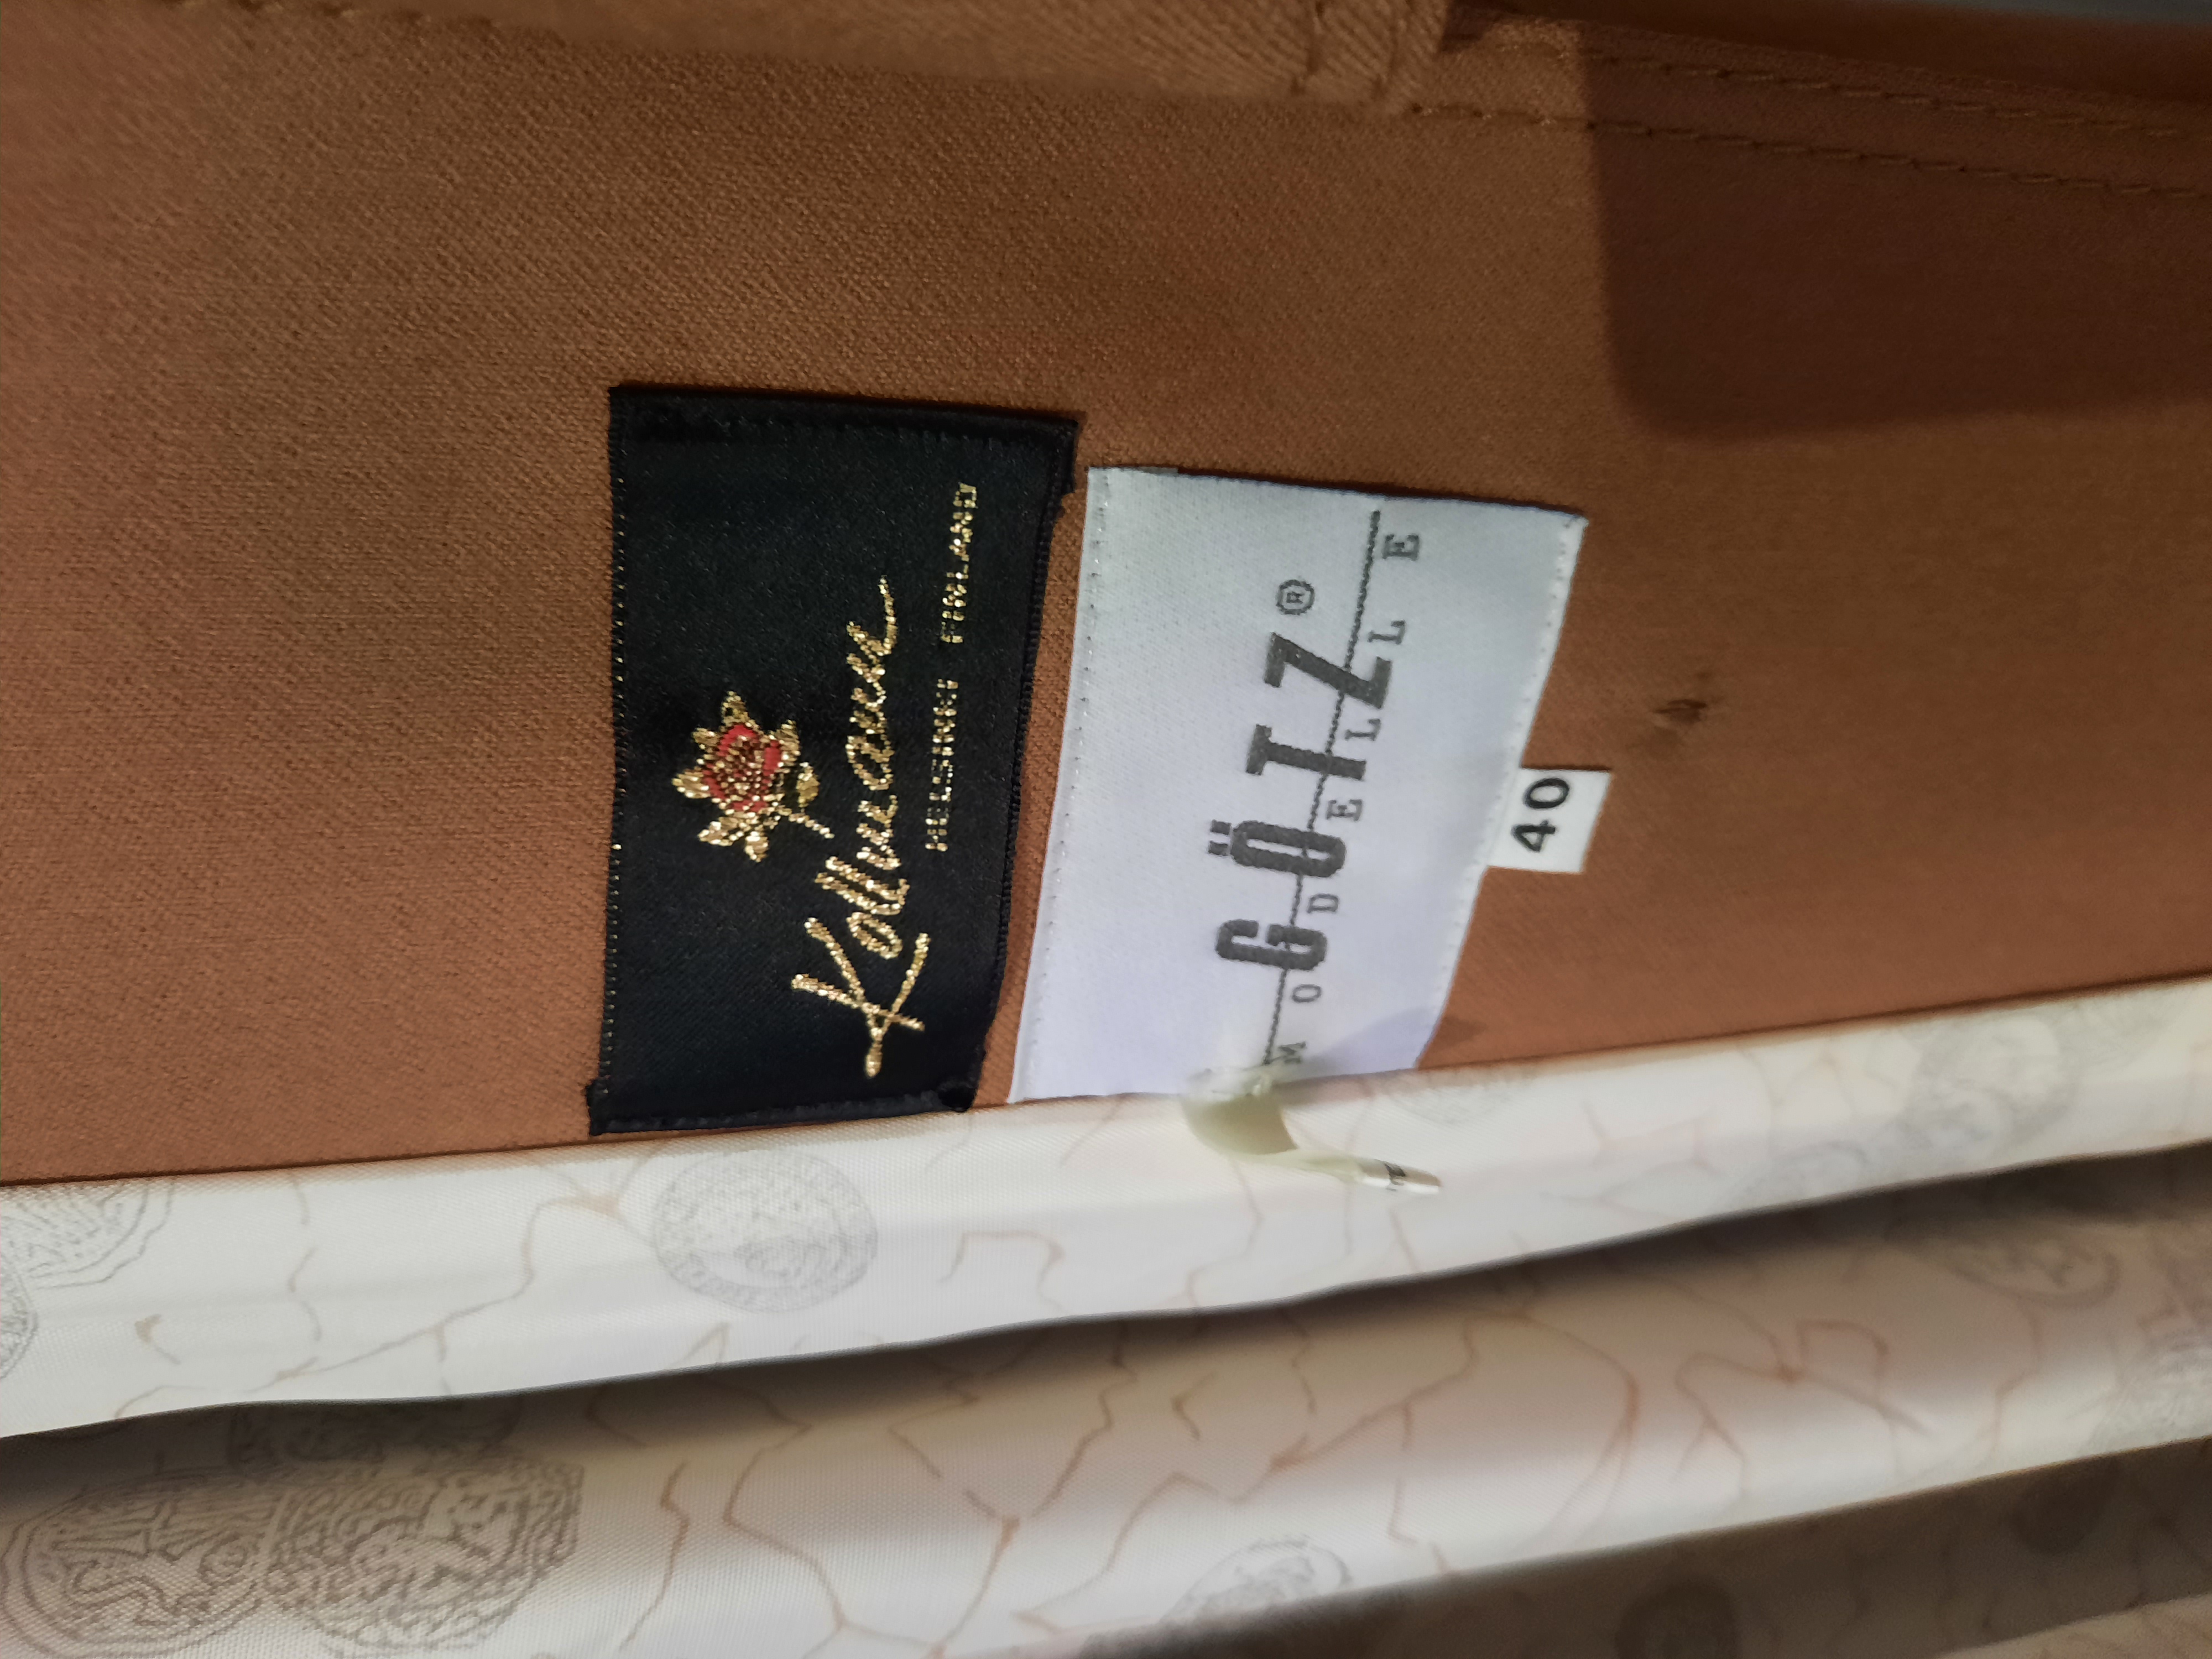 Kollmann
HELSINKI FINLAND
GÖTZ®
MODELLE
40